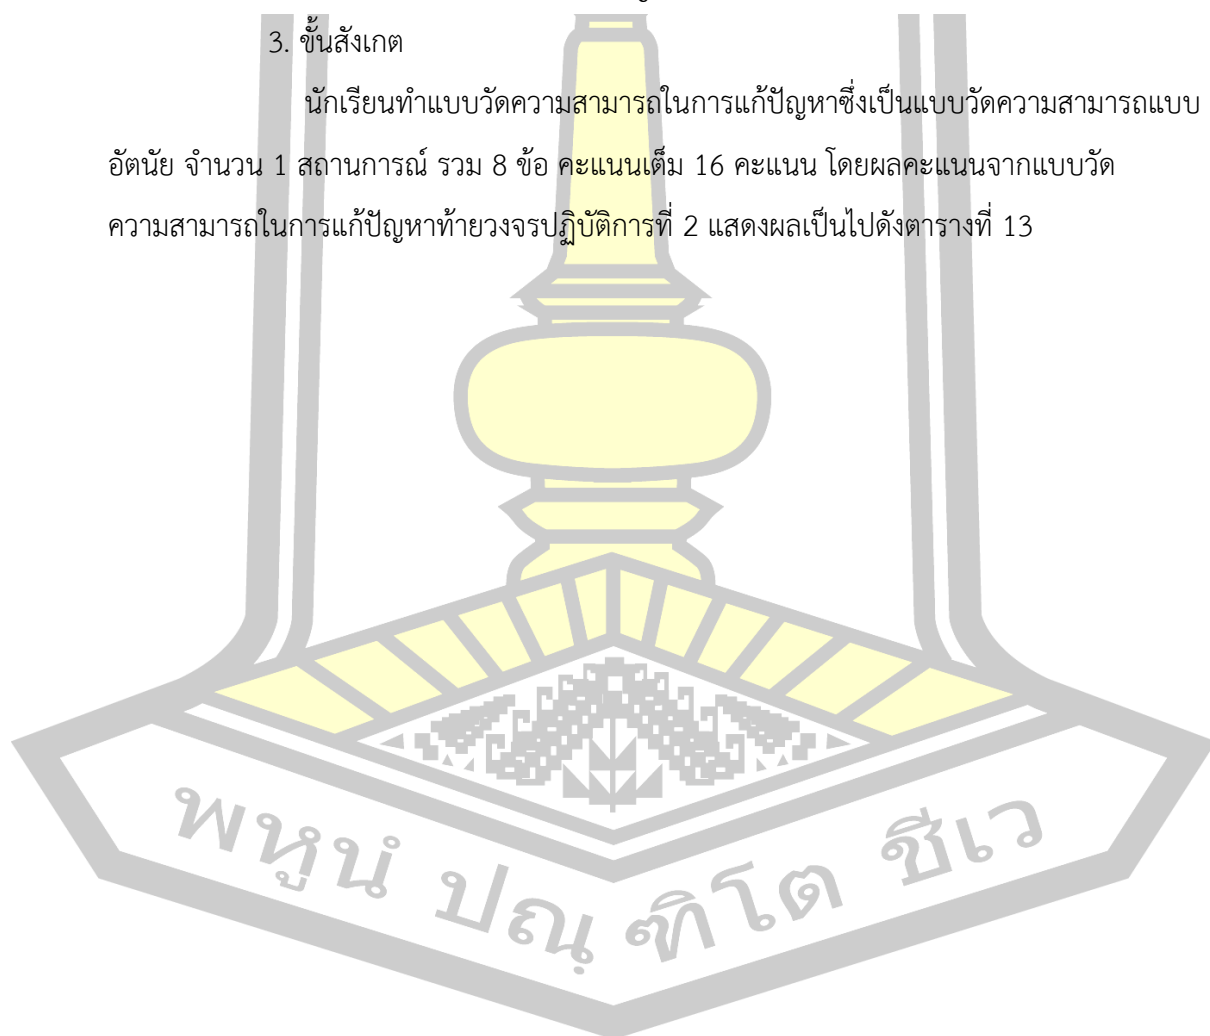 3. ขั้นสังเกต
นักเรียนทำแบบวัดความสามารถในการแก้ปัญหาซึ่งเป็นแบบวัดความสามารถแบบ
อัตนัย จำนวน 1 สถานการณ์ รวม 8 ข้อ คะแนนเต็ม 16 คะแนน โดยผลคะแนนจากแบบวัด
ความสามารถในการแก้ปัญหาท้ายวงจรปฏิบัติการที่ 2 แสดงผลเป็นไปดังตารางที่ 13
พหูนํ ปณฺฑิโต ชีเว